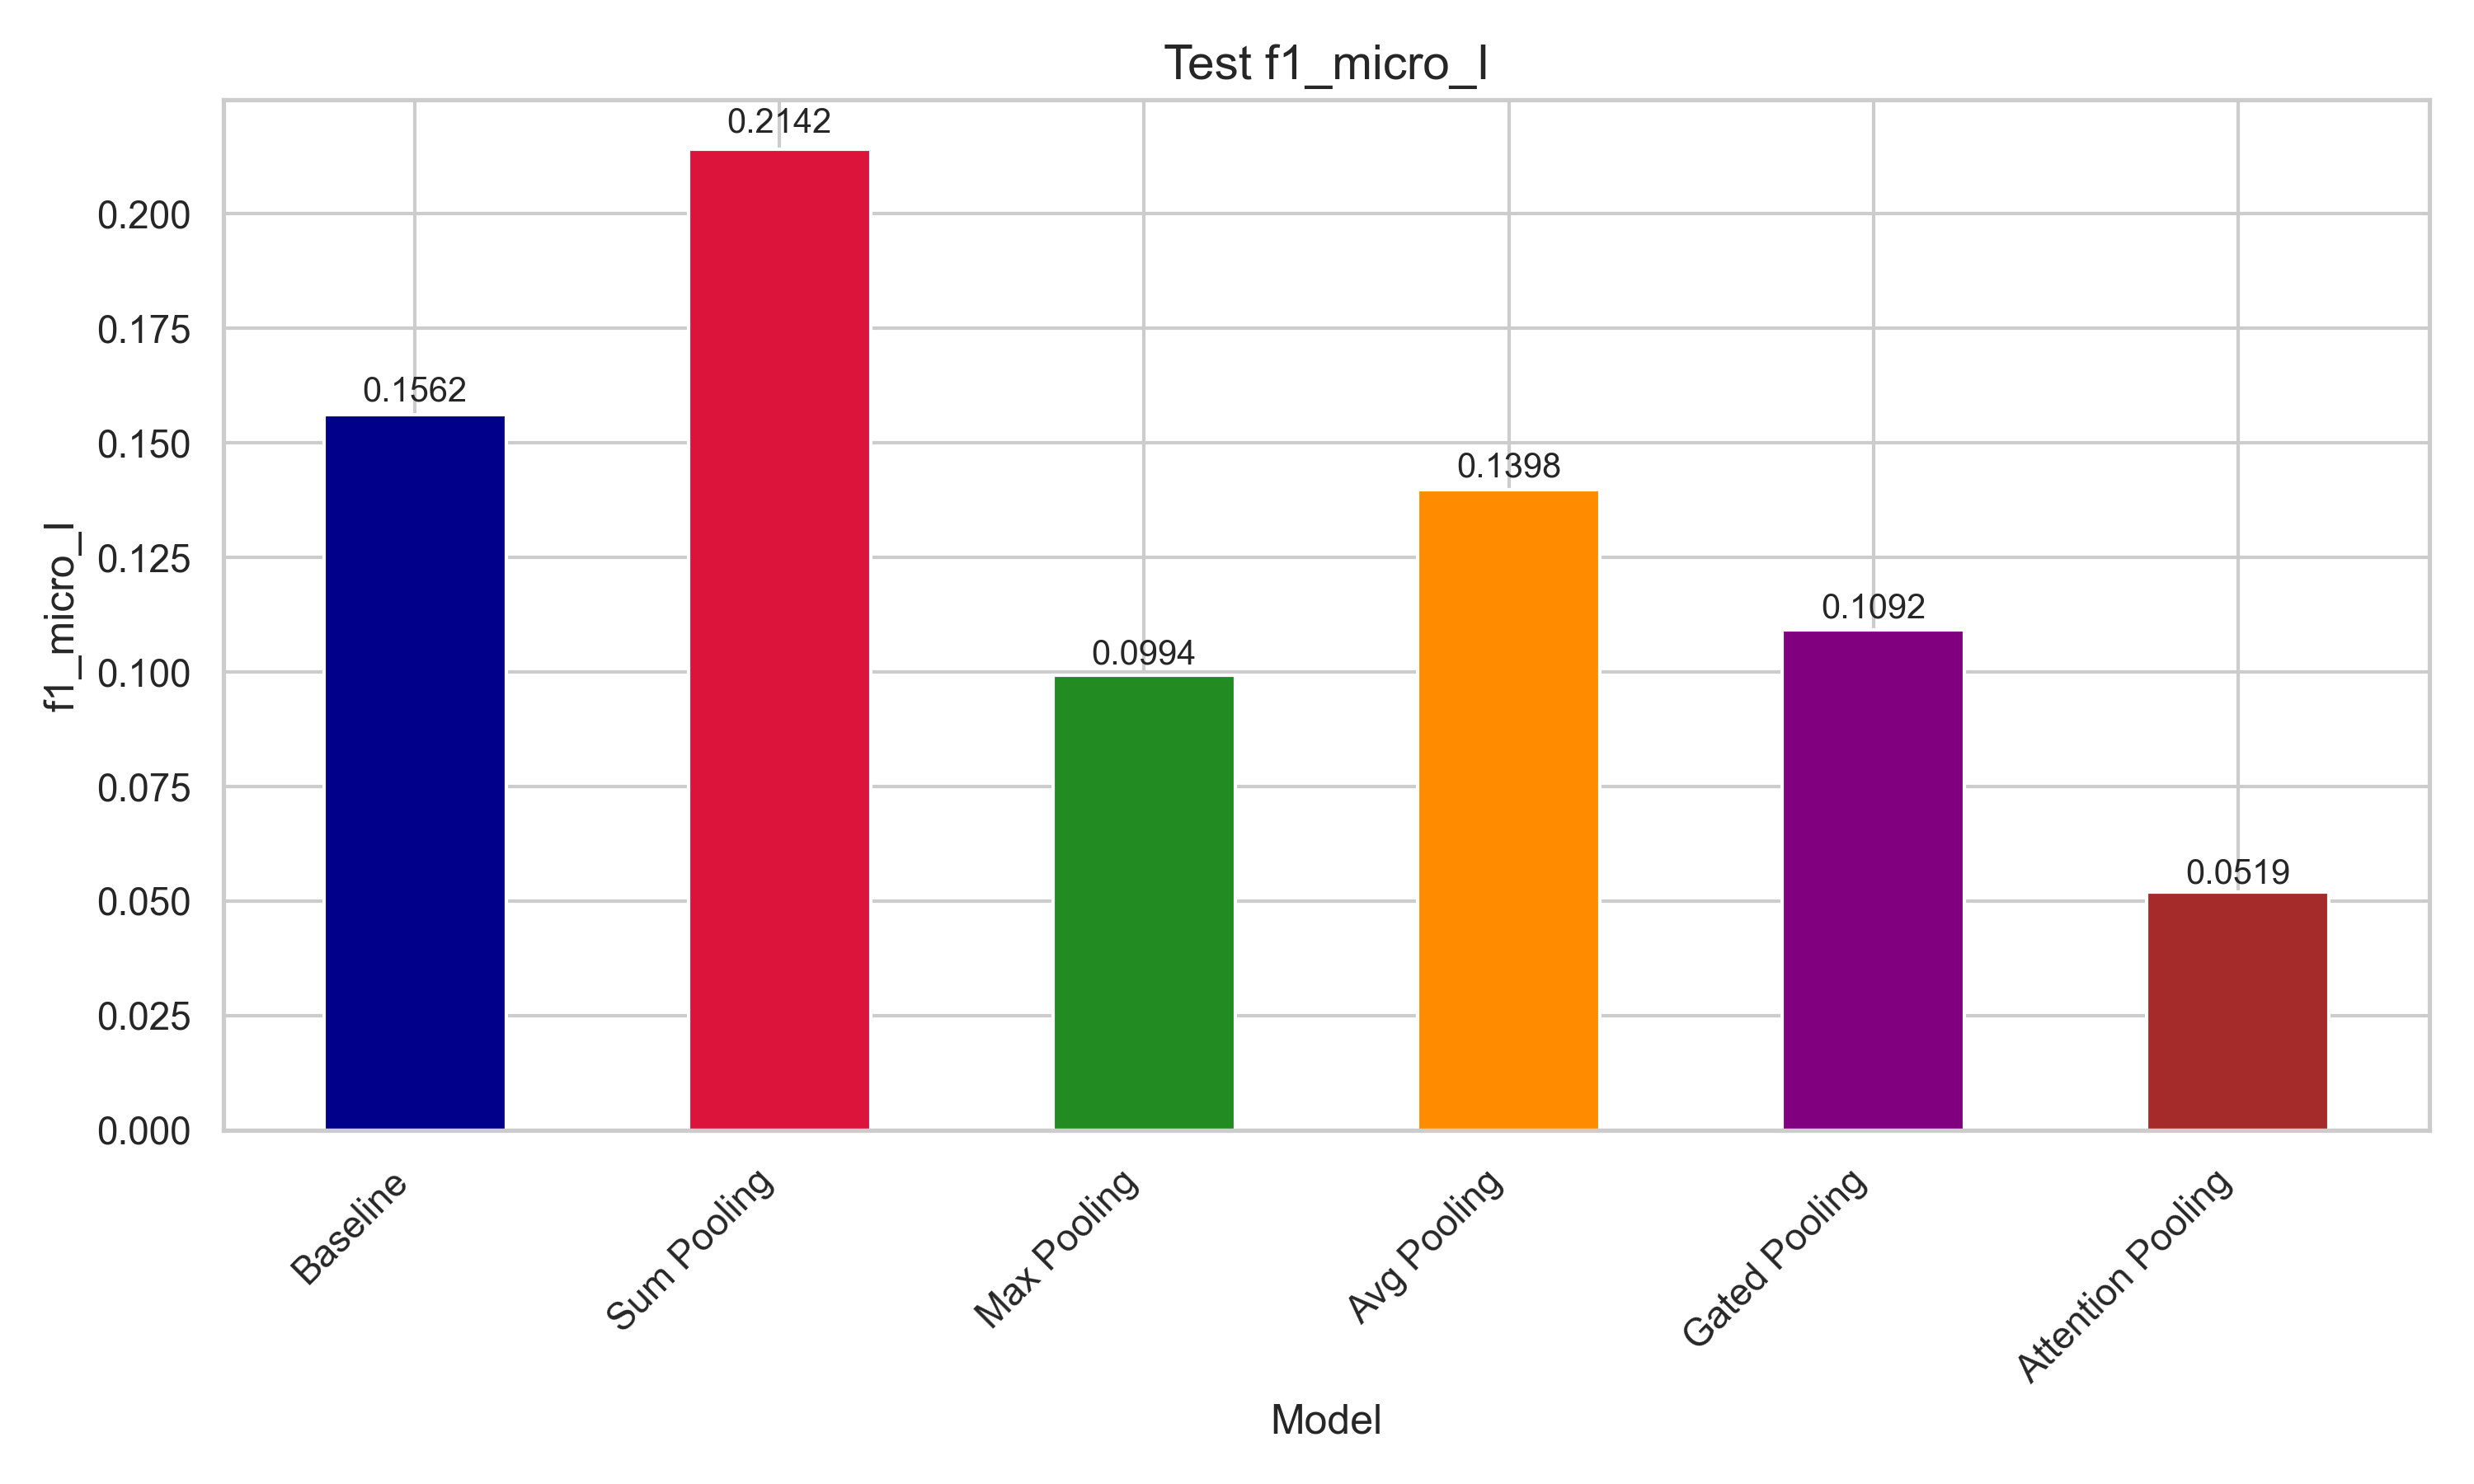 Test f1_micro_I
0.2142
0.200
0.175
0.1562
0.150
0.1398
0.125
0.1092
0.0994
0.100
0.075
0.0519
0.050
0.025
0.000
f1_micro_I
Baseline
Sum Pooling
Max Pooling
Avg Pooling
Gated Pooling
Attention Pooling
Model